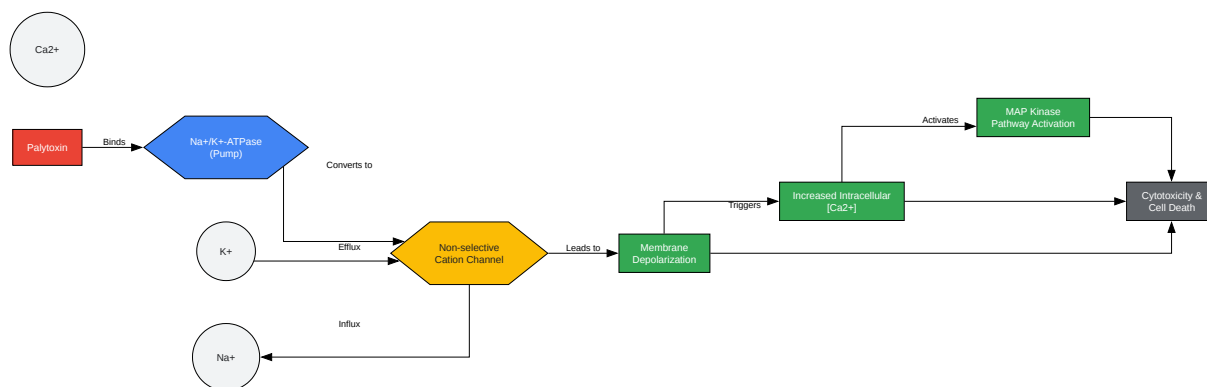 Ca2+
Palytoxin
Binds
Na+/K+-ATPase
(Pump)
Converts to
K+
Efflux
Non-selective
Cation Channel
Influx
Na+
Leads to
Membrane
Depolarization
Triggers
Increased Intracellular
[Ca2+]
Activates
MAP Kinase
Pathway Activation
Cytotoxicity &
Cell Death